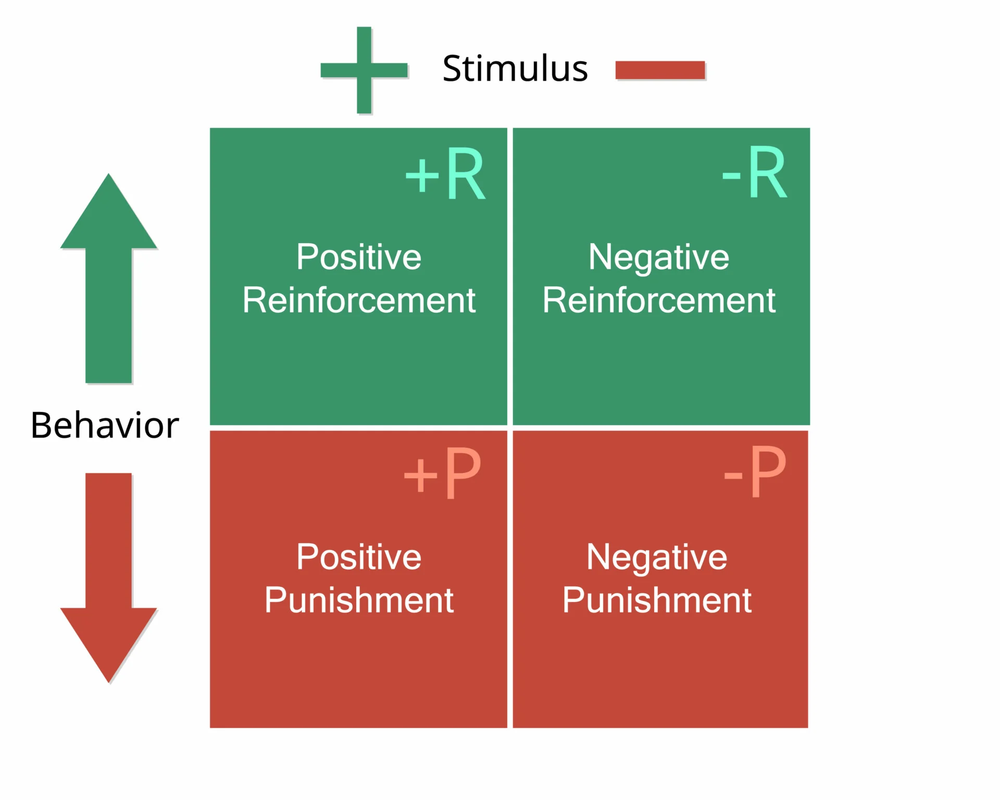 Stimulus
+R
-R
Positive
Reinforcement
Negative
Reinforcement
Behavior
+P
-P
Positive
Punishment
Negative
Punishment